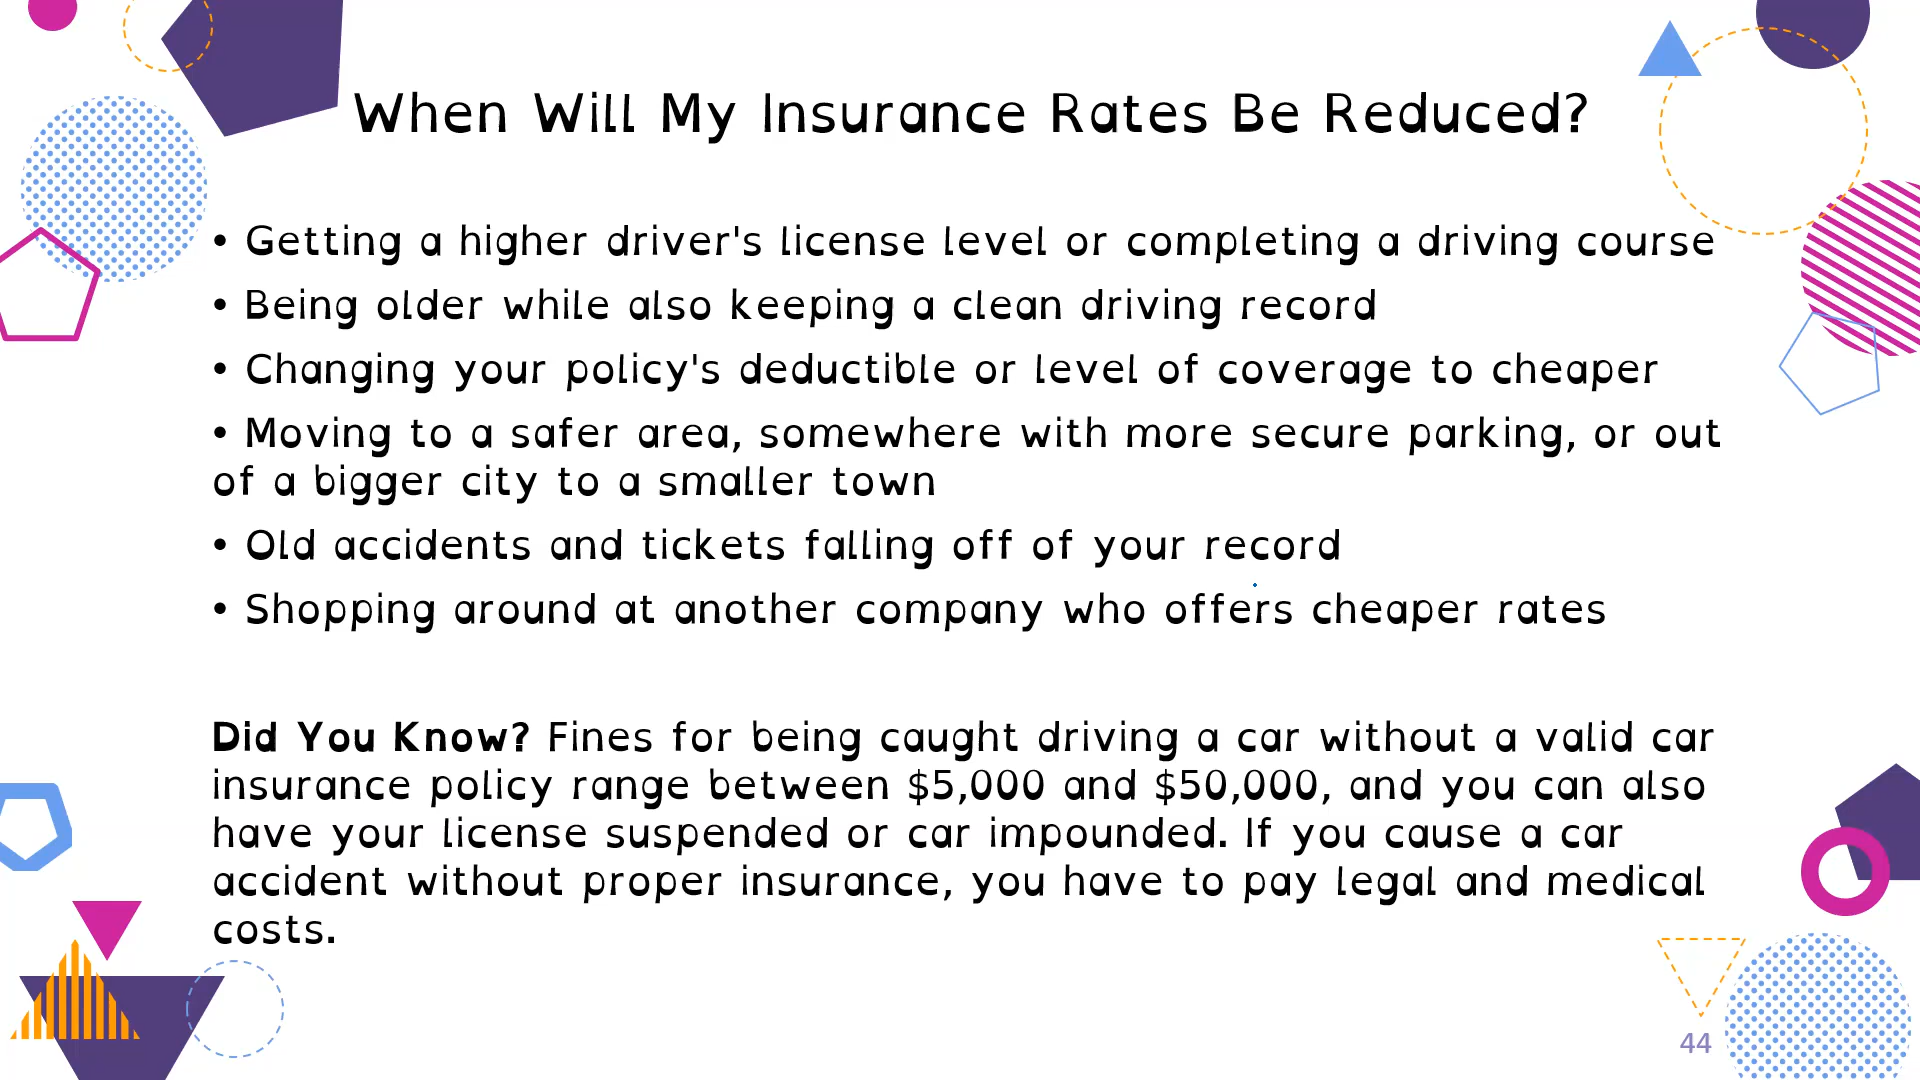 When Will My Insurance Rates Be Reduced?
• Getting a higher driver's license level or completing a driving course
• Being older while also keeping a clean driving record
• Changing your policy's deductible or level of coverage to cheaper
• Moving to a safer area, somewhere with more secure parking, or out
of a bigger city to a smaller town
• Old accidents and tickets falling off of your record
• Shopping around at another company who offers cheaper rates
Did You Know? Fines for being caught driving a car without a valid car
insurance policy range between $5,000 and $50,000, and you can also
have your license suspended or car impounded. If you cause a car
accident without proper insurance, you have to pay legal and medical
costs.
44